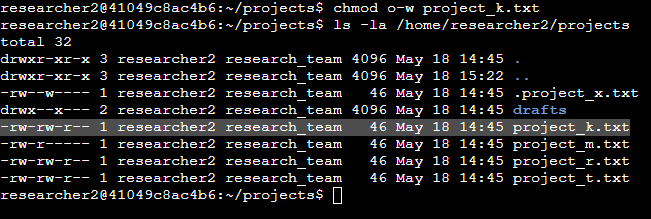 researcher2@41049c8ac4b6:~/projects$ chmod o-w project_k.txt
researcher2@41049c8ac4b6:~/projects$ ls -la /home/researcher2/projects
total 32
drwxr-xr-x 3 researcher2 research_team 4096 May 18 14:45 .
drwxr-xr-x 3 researcher2 research_team 4096 May 18 15:22 ..
-rw--w---- 1 researcher2 research_team   46 May 18 14:45 .project_x.txt
drwx--x--- 2 researcher2 research_team 4096 May 18 14:45 drafts
-rw-rw-r-- 1 researcher2 research_team   46 May 18 14:45 project_k.txt
-rw-r----- 1 researcher2 research_team   46 May 18 14:45 project_m.txt
-rw-rw-r-- 1 researcher2 research_team   46 May 18 14:45 project_r.txt
-rw-rw-r-- 1 researcher2 research_team   46 May 18 14:45 project_t.txt
researcher2@41049c8ac4b6:~/projects$